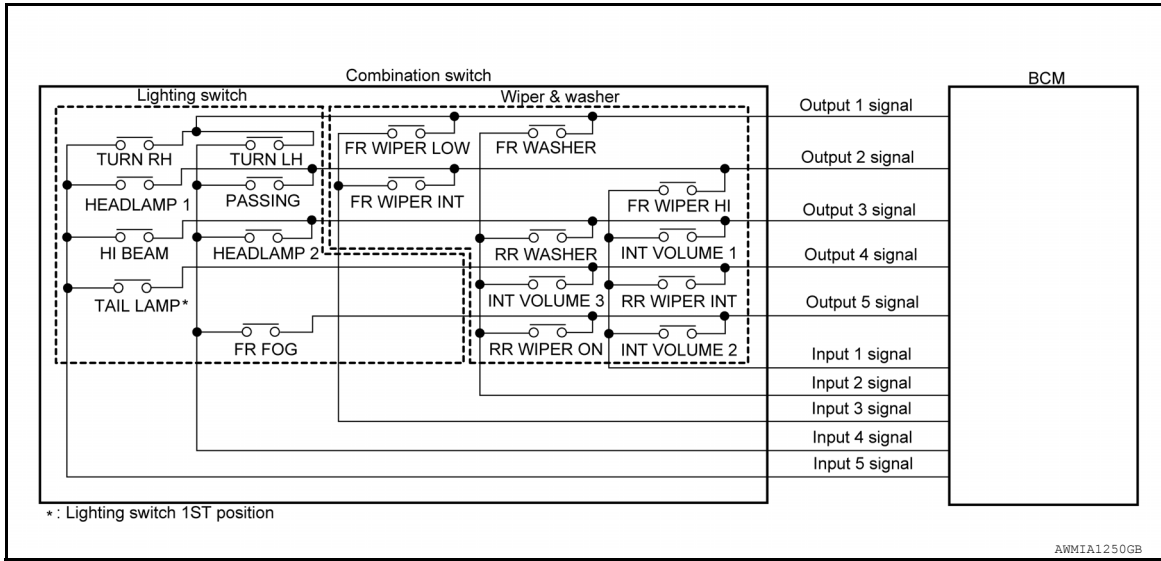 Combination switch
BCM
Lighting switch
Wiper & washer
Output 1 signal
TURN RH
TURN LH
FR WIPER LOW
FR WASHER
Output 2 signal
HEADLAMP 1
PASSING
FR WIPER INT
FR WIPER HI
Output 3 signal
HI BEAM
HEADLAMP 2
RR WASHER
INT VOLUME 1
Output 4 signal
TAIL LAMP*
INT VOLUME 3
RR WIPER INT
Output 5 signal
FR FOG
RR WIPER ON
INT VOLUME 2
Input 1 signal
Input 2 signal
Input 3 signal
Input 4 signal
Input 5 signal
* : Lighting switch 1ST position
AWMIA1250GB